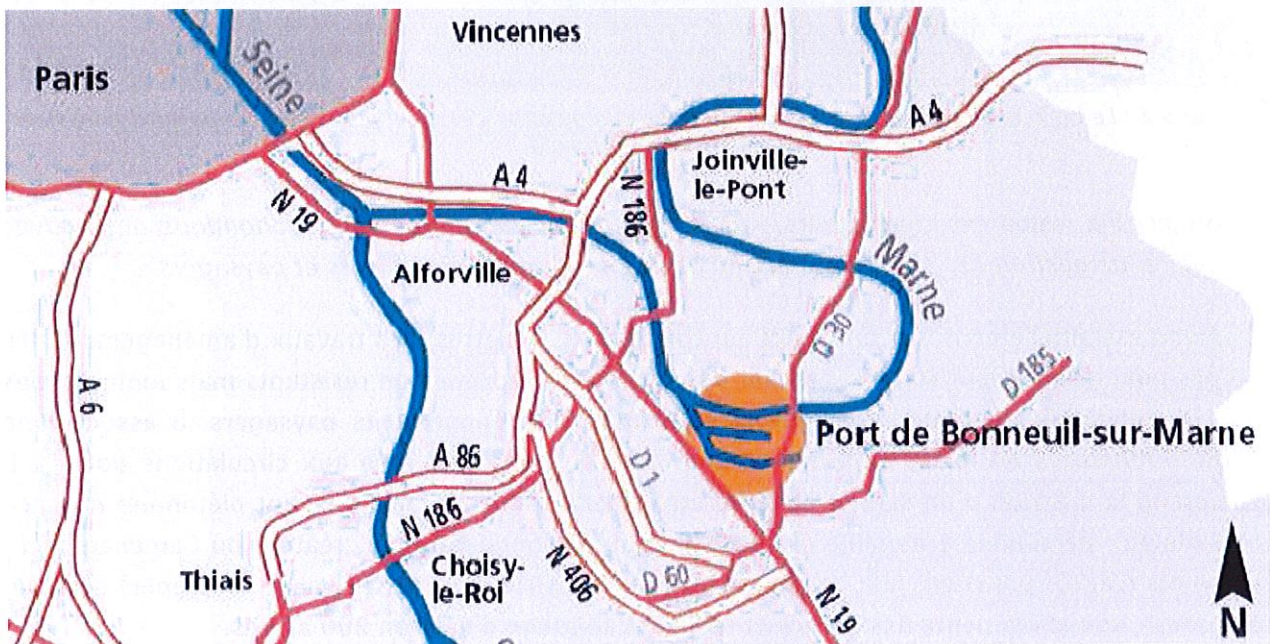 Vincennes
Paris
Seine
A 4
Joinville-
le-Pont
A 4
N 19
N 186
Alforville
Marne
D 30
D 185
A 6
Port de Bonneuil-sur-Marne
A 86
D 1
N 186
Thiais
Choisy-
le-Roi
N 406
D 60
N 19
N